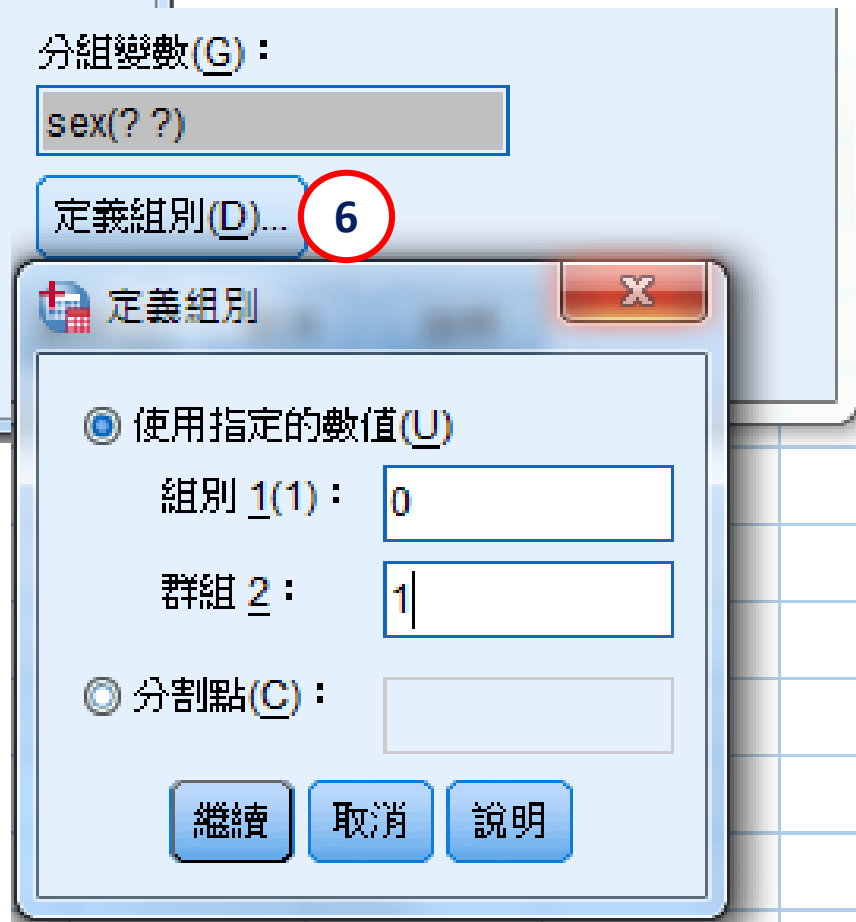 分組變數(G)：
sex(? ?)
定義組別(D)... 6
定義組別
使用指定的數值(U)
組別 1(1)： 0
群組 2： 1
分割點(C)：
繼續 取消 說明